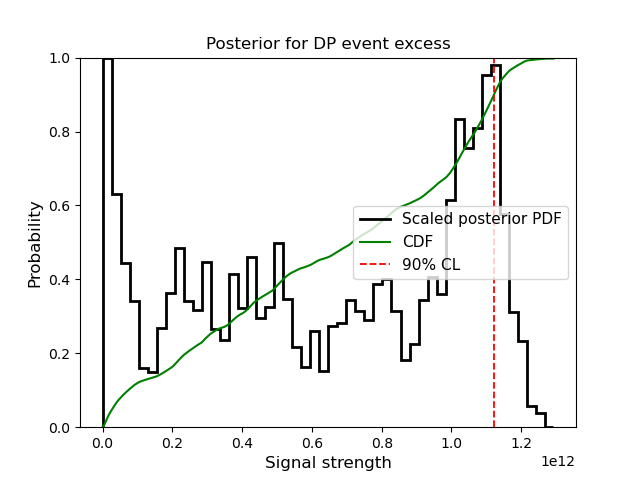 Posterior for DP event excess
Probability
1.0
0.8
0.6
0.4
0.2
0.0
Scaled posterior PDF
CDF
90% CL
0.0 0.2 0.4 0.6 0.8 1.0 1.2
1e12
Signal strength